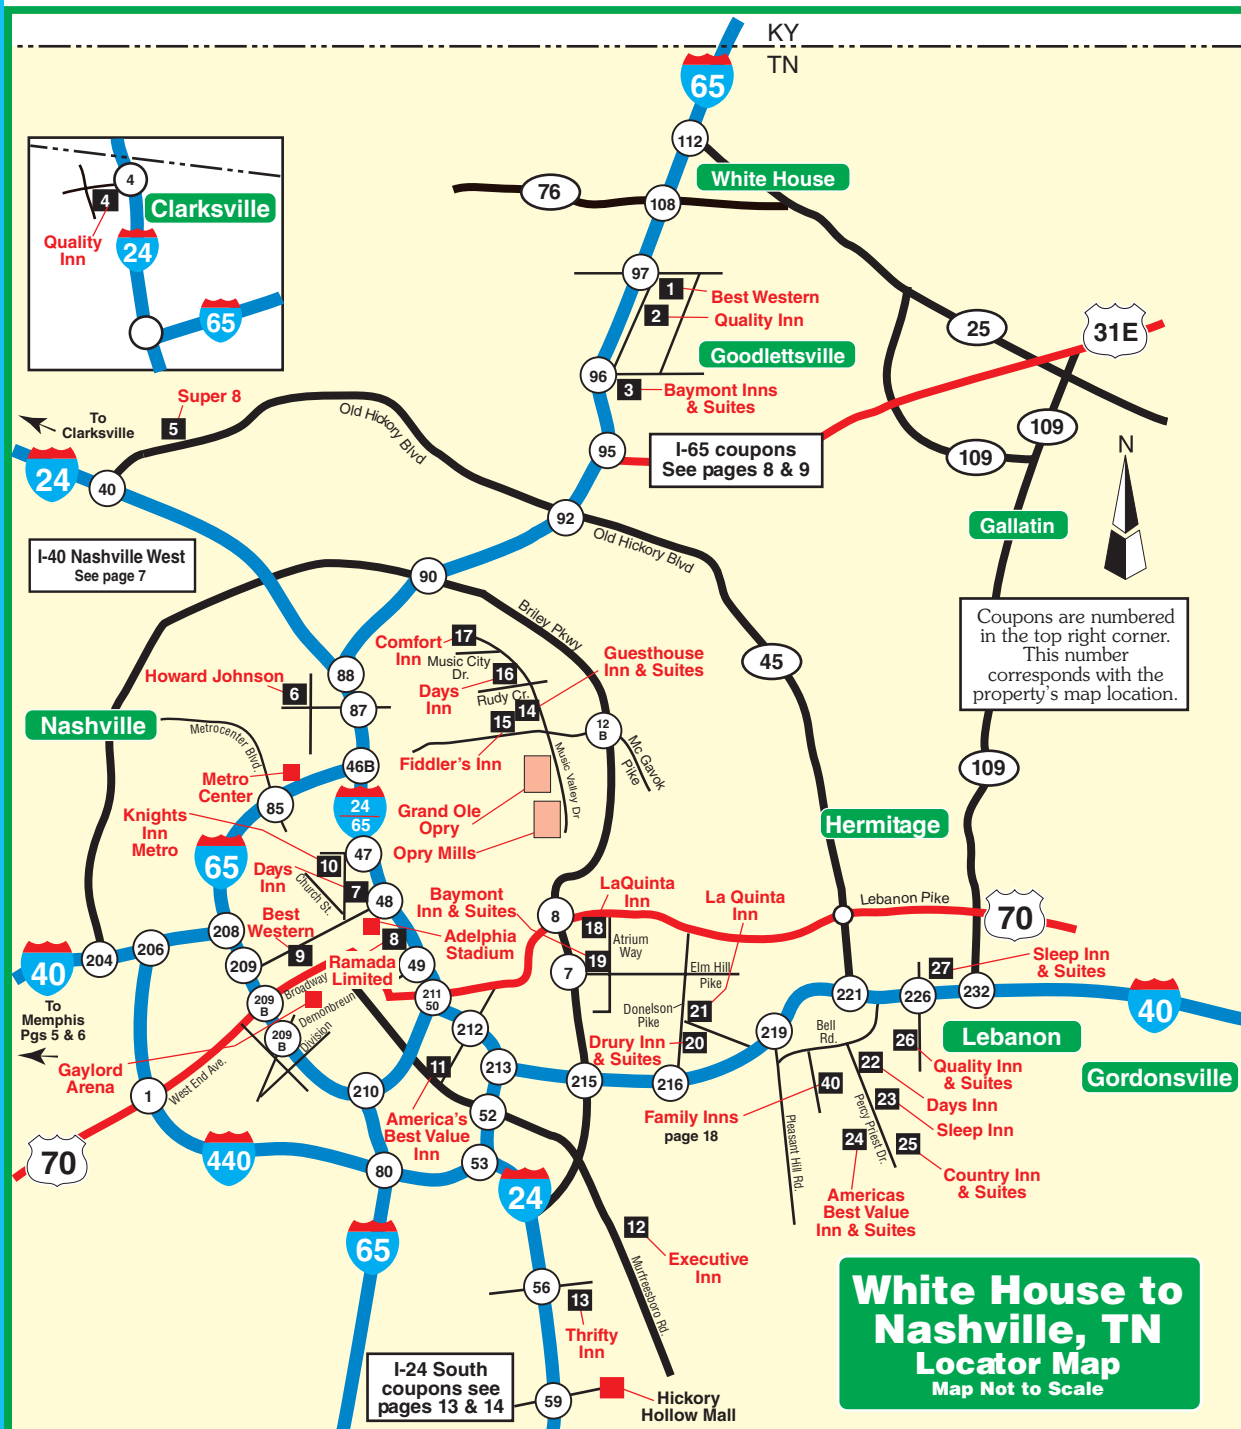 KY
TN
65
112
White House
76
108
4
4
Clarksville
Quality
Inn
24
65
97
1
Best Western
2
Quality Inn
25
31E
Goodlettsville
96
3
Baymont Inns
& Suites
Super 8
5
To
Clarksville
Old Hickory Blvd
109
109
95
I-65 coupons
See pages 8 & 9
N
24
40
92
Old Hickory Blvd
Gallatin
I-40 Nashville West
See page 7
90
Briley Pkwy
Coupons are numbered
in the top right corner.
This number
corresponds with the
property's map location.
Comfort
Inn
17
Music City
Dr.
Guesthouse
Inn & Suites
45
88
Howard Johnson
6
Days
Inn
16
Rudy Cr.
14
15
87
12
B
Mc Gavok
Pike
Nashville
Metrocenter Blvd.
Fiddler's Inn
Music Valley Dr
46B
109
Metro
Center
85
24
65
Grand Ole
Opry
Hermitage
Knights
Inn
Metro
Opry Mills
65
10
47
Days
Inn
Church St.
7
48
Baymont
Inn & Suites
LaQuinta
Inn
La Quinta
Inn
Lebanon Pike
8
70
Best
Western
9
208
18
Atrium
Way
Adelphia
Stadium
8
206
204
209
Ramada
Limited
49
19
7
Elm Hill
Pike
27
Sleep Inn
& Suites
40
Broadway
209
B
Demonbreun
211
50
Donelson
Pike
21
221
226
232
40
To
Memphis
Pgs 5 & 6
209
B
Division
212
Drury Inn
& Suites
20
219
Bell
Rd.
26
Lebanon
Gaylord
Arena
11
213
215
216
22
Quality Inn
& Suites
Gordonsville
1
West End Ave.
210
America's
Best Value
Inn
52
Family Inns
page 18
40
Days Inn
23
Sleep Inn
Percy Priest Dr.
70
440
80
53
24
Pleasant Hill Rd.
24
25
Country Inn
& Suites
Americas
Best Value
Inn & Suites
65
12
Executive
Inn
Murfreesboro Rd.
56
13
Thrifty
Inn
White House to
Nashville, TN
Locator Map
Map Not to Scale
I-24 South
coupons see
pages 13 & 14
59
Hickory
Hollow Mall